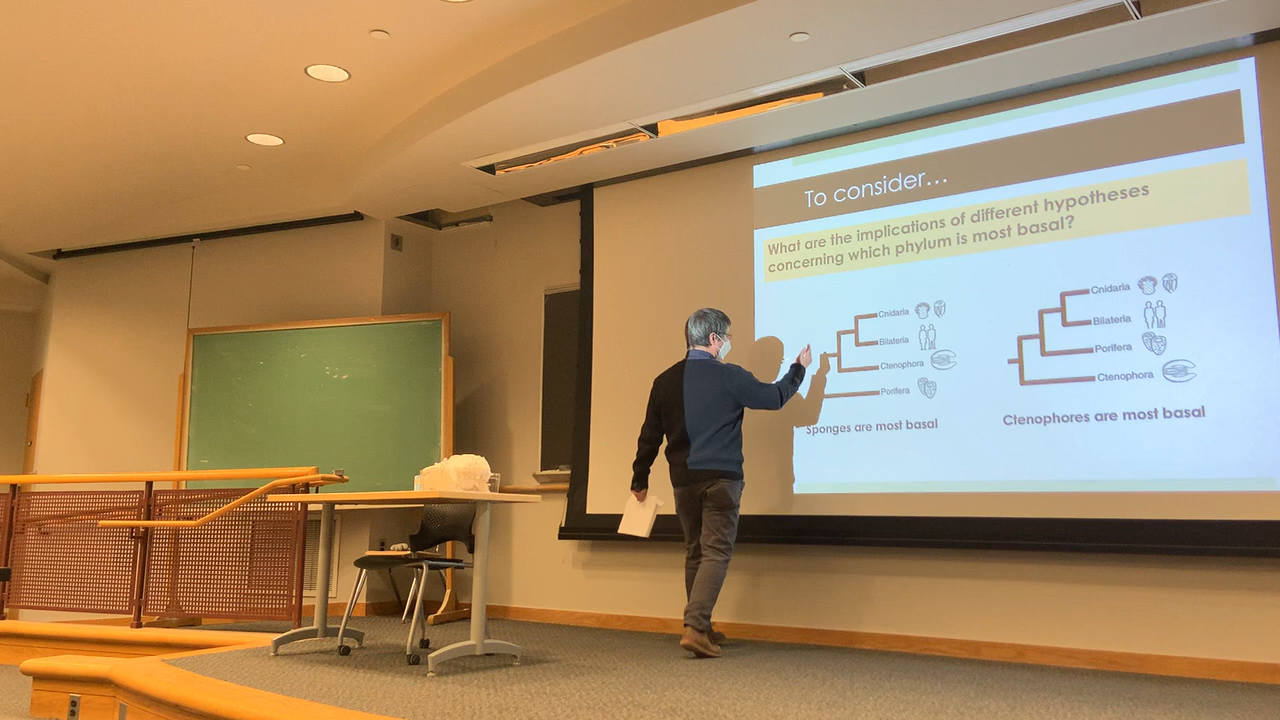 To consider...
What are the implications of different hypotheses
concerning which phylum is most basal?
Cnidaria
Bilateria
Ctenophora
Porifera
Sponges are most basal
Cnidaria
Bilateria
Porifera
Ctenophora
Ctenophores are most basal